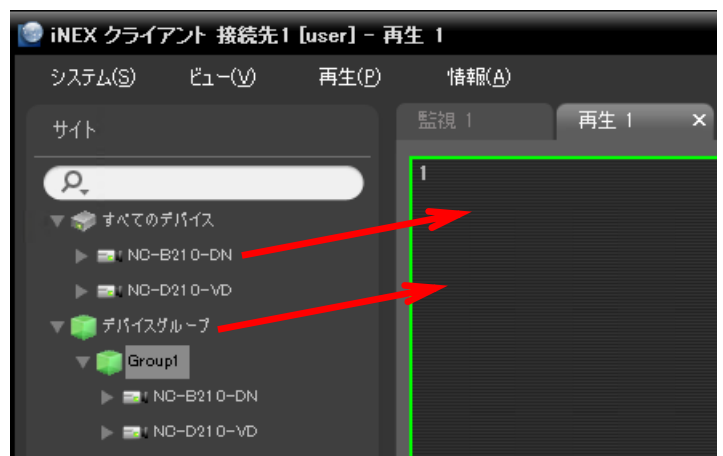 iNEX クライアント 接続先1 [user] - 再生 1
システム(S) ビュー(V) 再生(P) 情報(A)
サイト
監視 1 再生 1 ×
1
すべてのデバイス
NC-B210-DN
NC-D210-VD
デバイスグループ
Group1
NC-B210-DN
NC-D210-VD